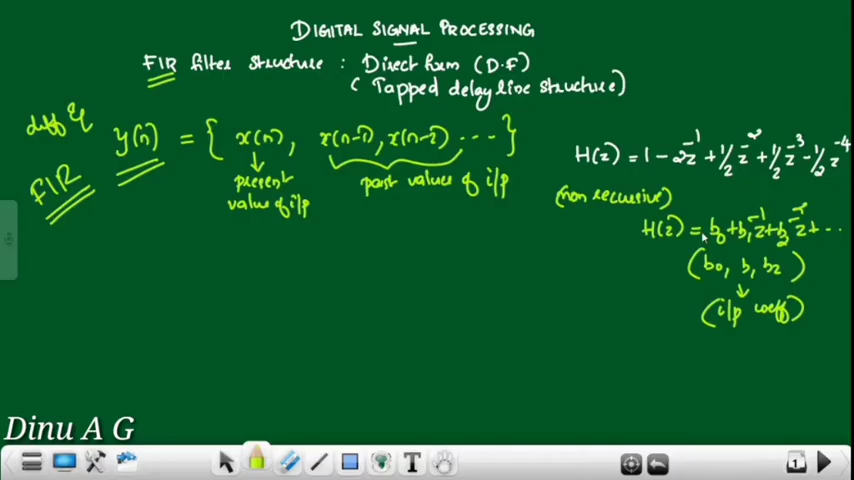 DIGITAL SIGNAL PROCESSING
FIR filter structure : Direct form (D.F)
( Tapped delay line structure )
diff Eq
FIR
y(n) = { x(n), x(n-1), x(n-2) ... }
present value of i/p
past values of i/p
H(z) = 1 - 2z^-1 + 1/2 z^-2 + 1/2 z^-3 - 1/2 z^-4
(non recursive)
H(z) = b0 + b1 z^-1 + b2 z^-2 + ...
(b0, b1 b2 )
(i/p coeff)
Dinu A G
T
1